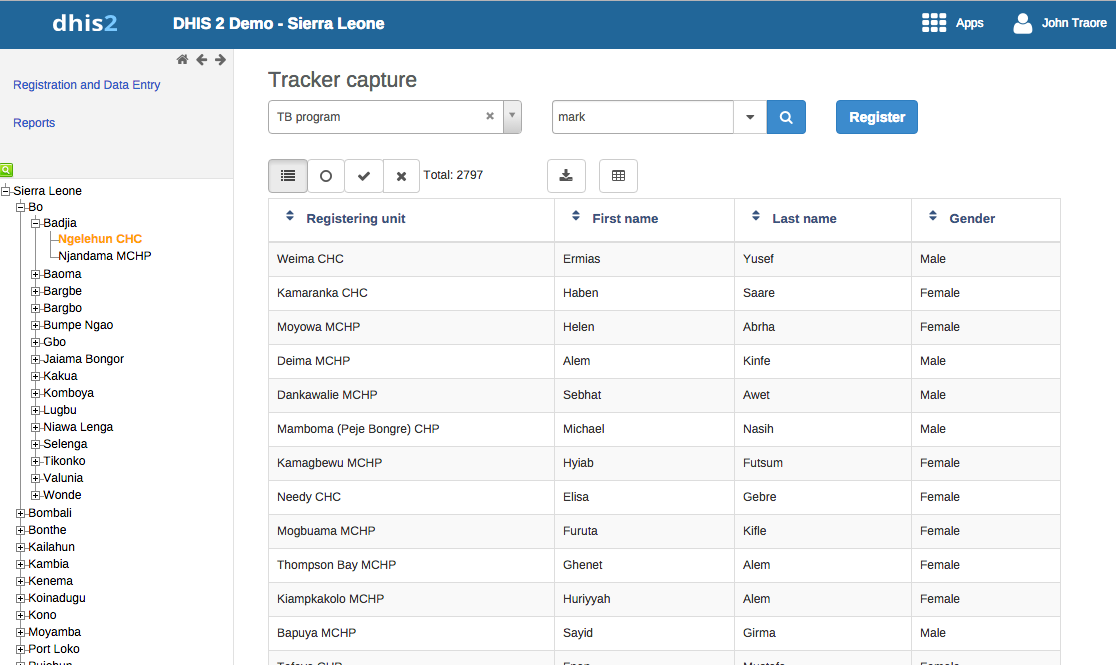 dhis2 DHIS 2 Demo - Sierra Leone Apps John Traore
Registration and Data Entry
Reports
Sierra Leone
Bo
Badjia
Ngelehun CHC
Njandama MCHP
Baoma
Bargbe
Bargbo
Bumpe Ngao
Gbo
Jaiama Bongor
Kakua
Komboya
Lugbu
Niawa Lenga
Selenga
Tikonko
Valunia
Wonde
Bombali
Bonthe
Kailahun
Kambia
Kenema
Koinadugu
Kono
Moyamba
Port Loko
Tracker capture
TB program mark Register
Total: 2797
Registering unit First name Last name Gender
Weima CHC Ermias Yusef Male
Kamaranka CHC Haben Saare Female
Moyowa MCHP Helen Abrha Female
Deima MCHP Alem Kinfe Male
Dankawalie MCHP Sebhat Awet Male
Mamboma (Peje Bongre) CHP Michael Nasih Male
Kamagbewu MCHP Hyiab Futsum Female
Needy CHC Elisa Gebre Female
Mogbuama MCHP Furuta Kifle Female
Thompson Bay MCHP Ghenet Alem Female
Kiampkakolo MCHP Huriyyah Alem Female
Bapuya MCHP Sayid Girma Male